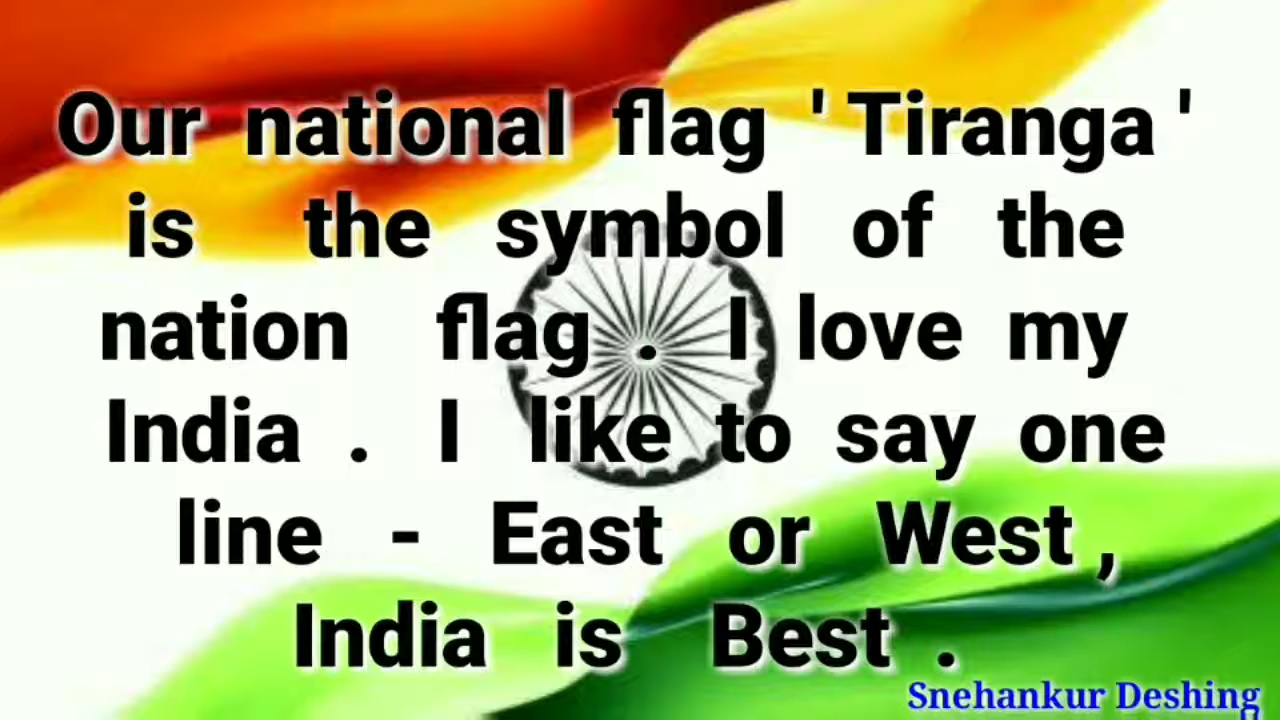 Our national flag ' Tiranga '
is the symbol of the
nation flag . I love my
India . I like to say one
line - East or West ,
India is Best .
Snehankur Deshing